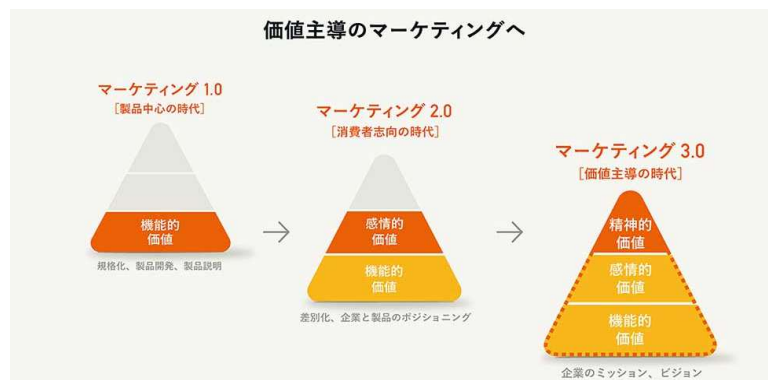 価値主導のマーケティングへ
マーケティング 1.0
［製品中心の時代］
機能的
価値
規格化、製品開発、製品説明
マーケティング 2.0
［消費者志向の時代］
感情的
価値
機能的
価値
差別化、企業と製品のポジショニング
マーケティング 3.0
［価値主導の時代］
精神的
価値
感情的
価値
機能的
価値
企業のミッション、ビジョン